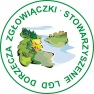 STOWARZYSZENIE LGD DORZECZA ZGŁOWIĄCZKI ·